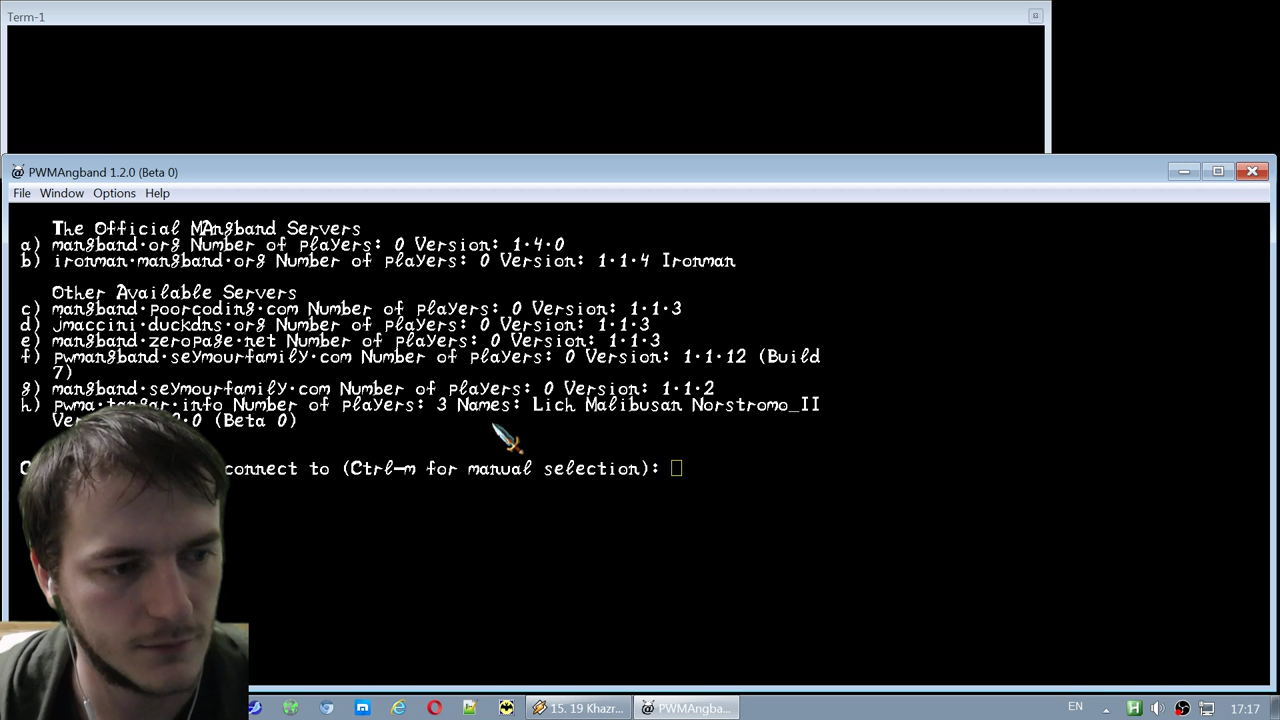 Term-1
PWMAngband 1.2.0 (Beta 0)
File Window Options Help
The Official MAngband Servers
a) mangband.org Number of players: 0 Version: 1.4.0
b) ironman.mangband.org Number of players: 0 Version: 1.1.4 Ironman
Other Available Servers
c) mangband.poorcoding.com Number of players: 0 Version: 1.1.3
d) jmaccini.duckdns.org Number of players: 0 Version: 1.1.3
e) mangband.zeropage.net Number of players: 0 Version: 1.1.3
f) pwmangband.seymourfamily.com Number of players: 0 Version: 1.1.12 (Build
7)
g) mangband.seymourfamily.com Number of players: 0 Version: 1.1.2
h) pwma.tangar.info Number of players: 3 Names: Lich Malibusan Norstromo_II
(Beta 0)
connect to (Ctrl-m for manual selection):
15. 19 Khazr...
PWMAngba...
EN
17:17